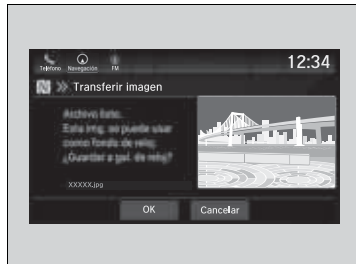 12:34
Teléfono Navegación FM
Transferir imagen
Archivo listo.
Esta img. se puede usar
como fondo de reloj.
¿Guardar a gal. de reloj?
XXXXX.jpg
OK Cancelar